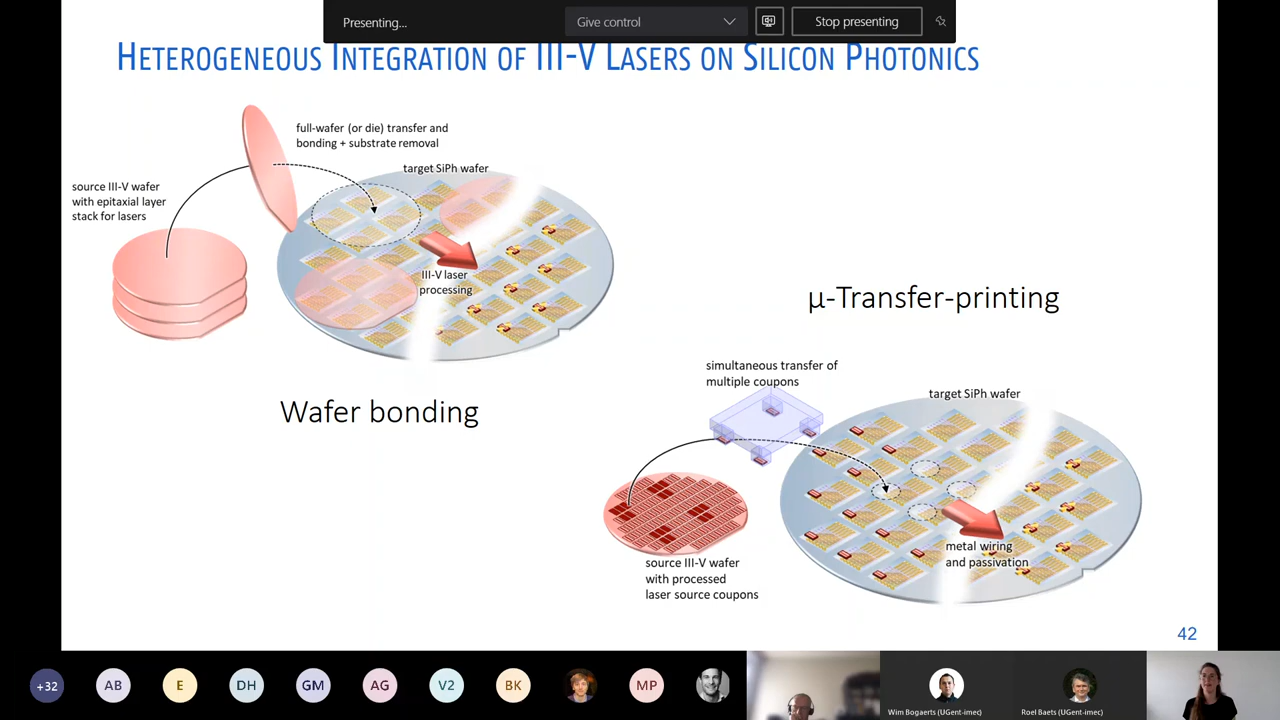 Presenting...
Give control
Stop presenting
HETEROGENEOUS INTEGRATION OF III-V LASERS ON SILICON PHOTONICS
full-wafer (or die) transfer and
bonding + substrate removal
target SiPh wafer
source III-V wafer
with epitaxial layer
stack for lasers
III-V laser
processing
µ-Transfer-printing
simultaneous transfer of
multiple coupons
target SiPh wafer
Wafer bonding
metal wiring
and passivation
source III-V wafer
with processed
laser source coupons
42
+32
AB
E
DH
GM
AG
V2
BK
MP
Wim Bogaerts (UGent-imec)
Roel Baets (UGent-imec)